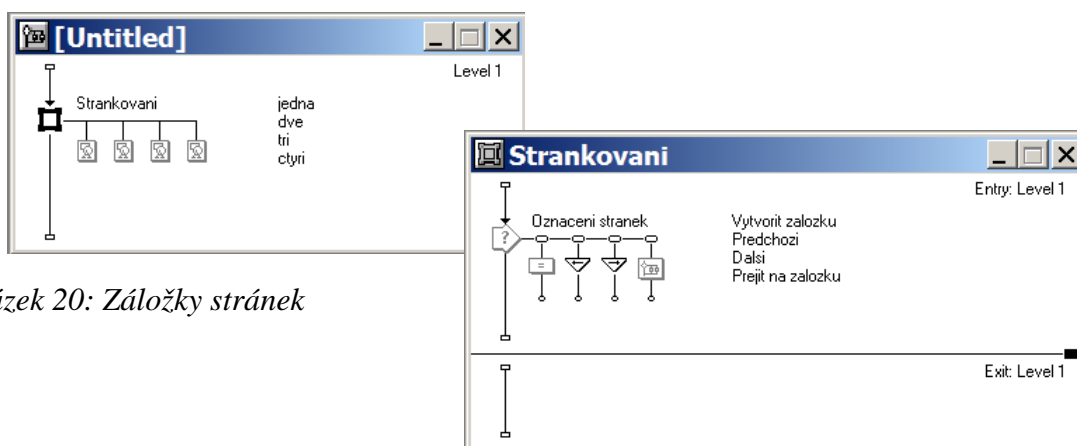 [Untitled]
Level 1
Strankovani
jedna
dve
tri
ctyri
Strankovani
Entry: Level 1
Oznaceni stranek
Vytvorit zalozku
Predchozi
Dalsi
Prejit na zalozku
Exit: Level 1
20: Záložky stránek